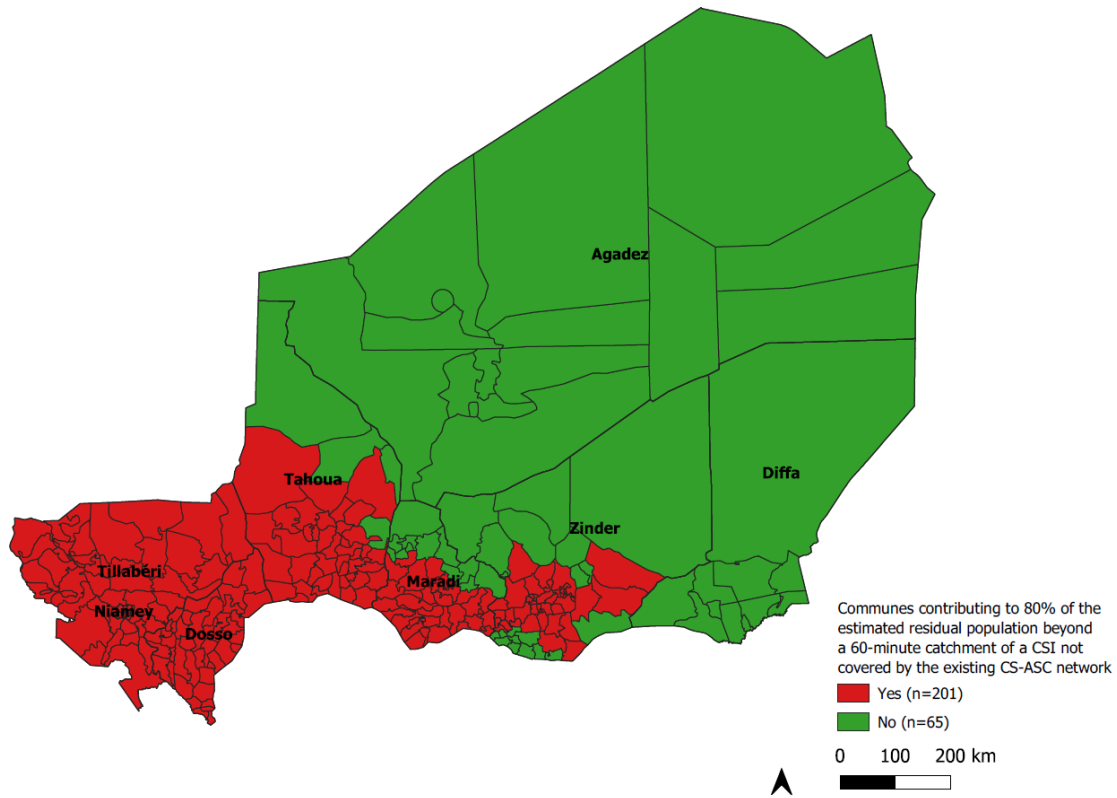 Agadez
Diffa
Tahoua
Zinder
Tillabéri
Maradi
Niamey
Dosso
Communes contributing to 80% of the
estimated residual population beyond
a 60-minute catchment of a CSI not
covered by the existing CS-ASC network
Yes (n=201)
No (n=65)
0 100 200 km